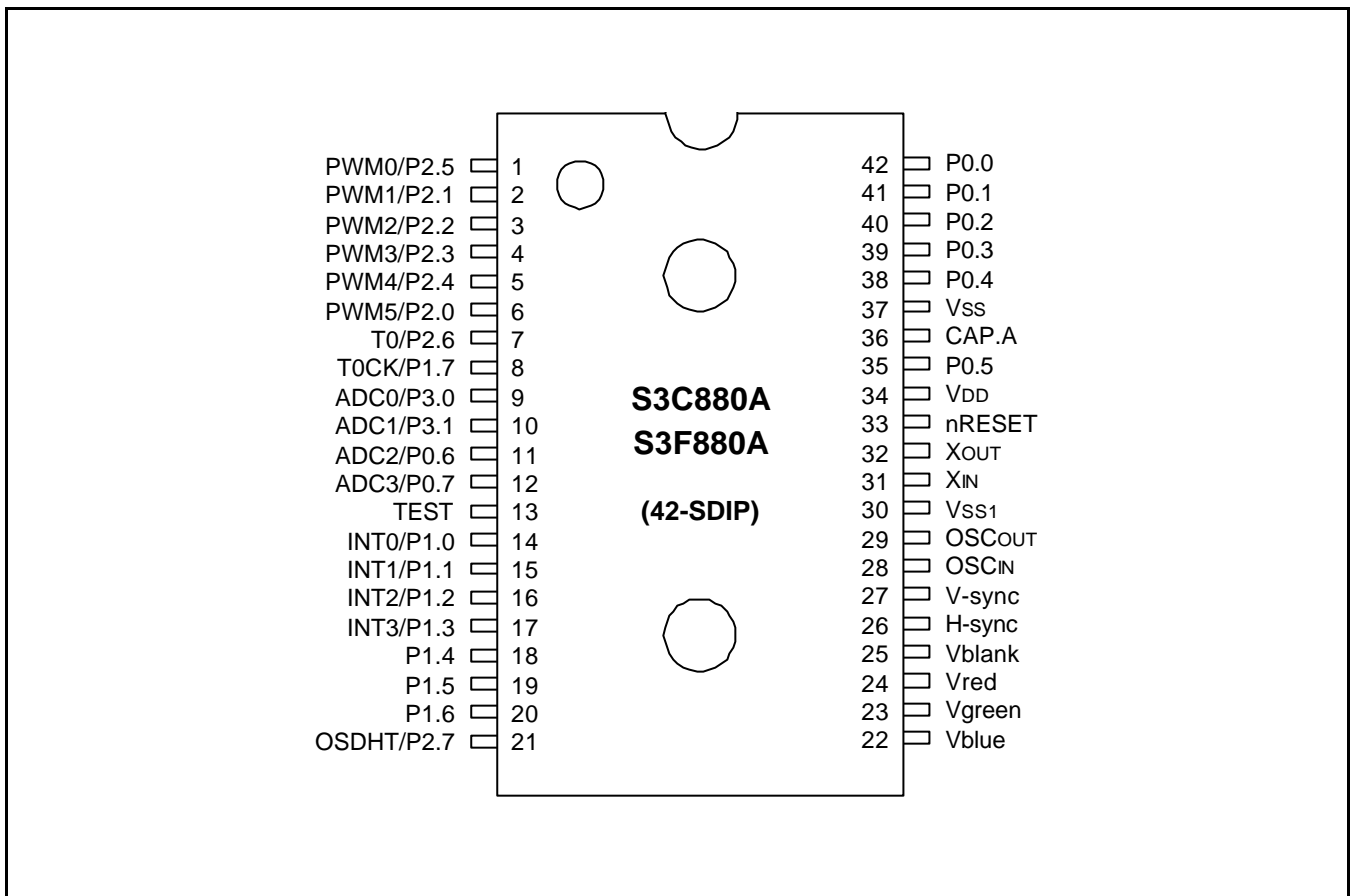 PWM0/P2.5 1
PWM1/P2.1 2
PWM2/P2.2 3
PWM3/P2.3 4
PWM4/P2.4 5
PWM5/P2.0 6
T0/P2.6 7
T0CK/P1.7 8
ADC0/P3.0 9
ADC1/P3.1 10
ADC2/P0.6 11
ADC3/P0.7 12
TEST 13
INT0/P1.0 14
INT1/P1.1 15
INT2/P1.2 16
INT3/P1.3 17
P1.4 18
P1.5 19
P1.6 20
OSDHT/P2.7 21
S3C880A
S3F880A
(42-SDIP)
42 P0.0
41 P0.1
40 P0.2
39 P0.3
38 P0.4
37 VSS
36 CAP.A
35 P0.5
34 VDD
33 nRESET
32 XOUT
31 XIN
30 VSS1
29 OSCOUT
28 OSCIN
27 V-sync
26 H-sync
25 Vblank
24 Vred
23 Vgreen
22 Vblue